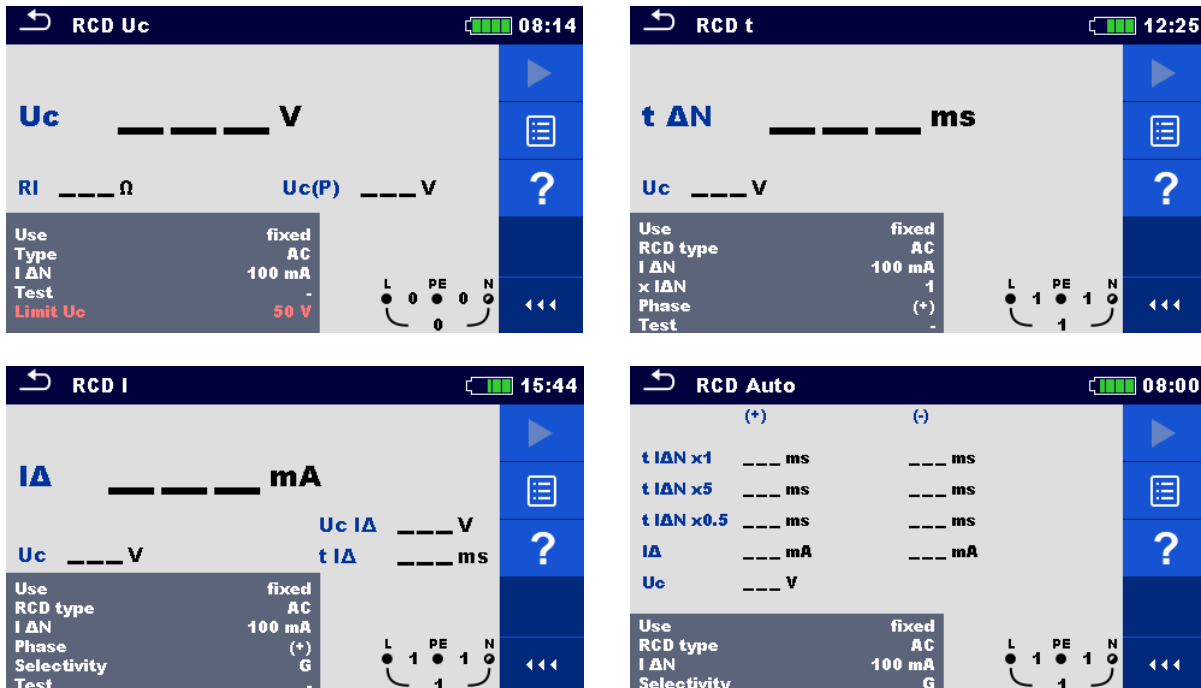 RCD Uc 08:14
Uc ___ V
RI ___ Ω Uc(P) ___ V
?
Use fixed
Type AC
I ΔN 100 mA
Test -
Limit Uc 50 V
L PE N
0 0
0
RCD t 12:25
t ΔN ___ ms
Uc ___ V
?
Use fixed
RCD type AC
I ΔN 100 mA
x IΔN 1
Phase (+)
Test -
L PE N
1 1
1
RCD I 15:44
IΔ ___ mA
Uc IΔ ___ V
Uc ___ V t IΔ ___ ms
?
Use fixed
RCD type AC
I ΔN 100 mA
Phase (+)
Selectivity G
Test -
L PE N
1 1
1
RCD Auto 08:00
(+) (-)
t IΔN x1 ___ ms ___ ms
t IΔN x5 ___ ms ___ ms
t IΔN x0.5 ___ ms ___ ms
IΔ ___ mA ___ mA
Uc ___ V
?
Use fixed
RCD type AC
I ΔN 100 mA
Selectivity G
L PE N
1 1
1